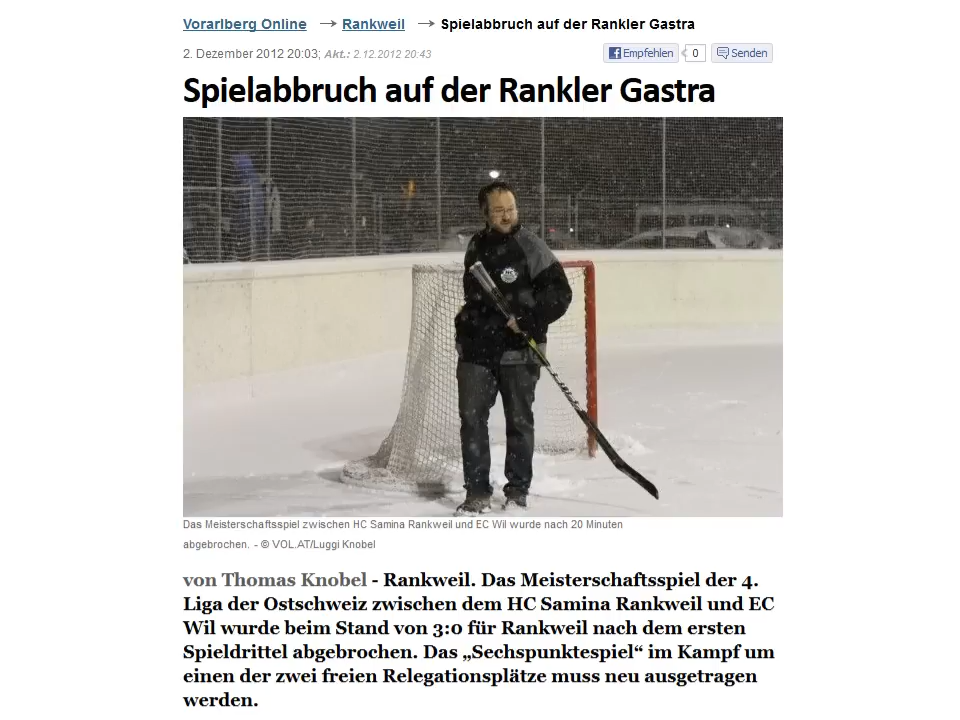 Vorarlberg Online → Rankweil → Spielabbruch auf der Rankler Gastra
2. Dezember 2012 20:03; Akt.: 2.12.2012 20:43
Empfehlen 0 Senden
Spielabbruch auf der Rankler Gastra
Das Meisterschaftsspiel zwischen HC Samina Rankweil und EC Wil wurde nach 20 Minuten
abgebrochen. - © VOL.AT/Luggi Knobel
von Thomas Knobel - Rankweil. Das Meisterschaftsspiel der 4.
Liga der Ostschweiz zwischen dem HC Samina Rankweil und EC
Wil wurde beim Stand von 3:0 für Rankweil nach dem ersten
Spieldrittel abgebrochen. Das „Sechspunktespiel“ im Kampf um
einen der zwei freien Relegationsplätze muss neu ausgetragen
werden.